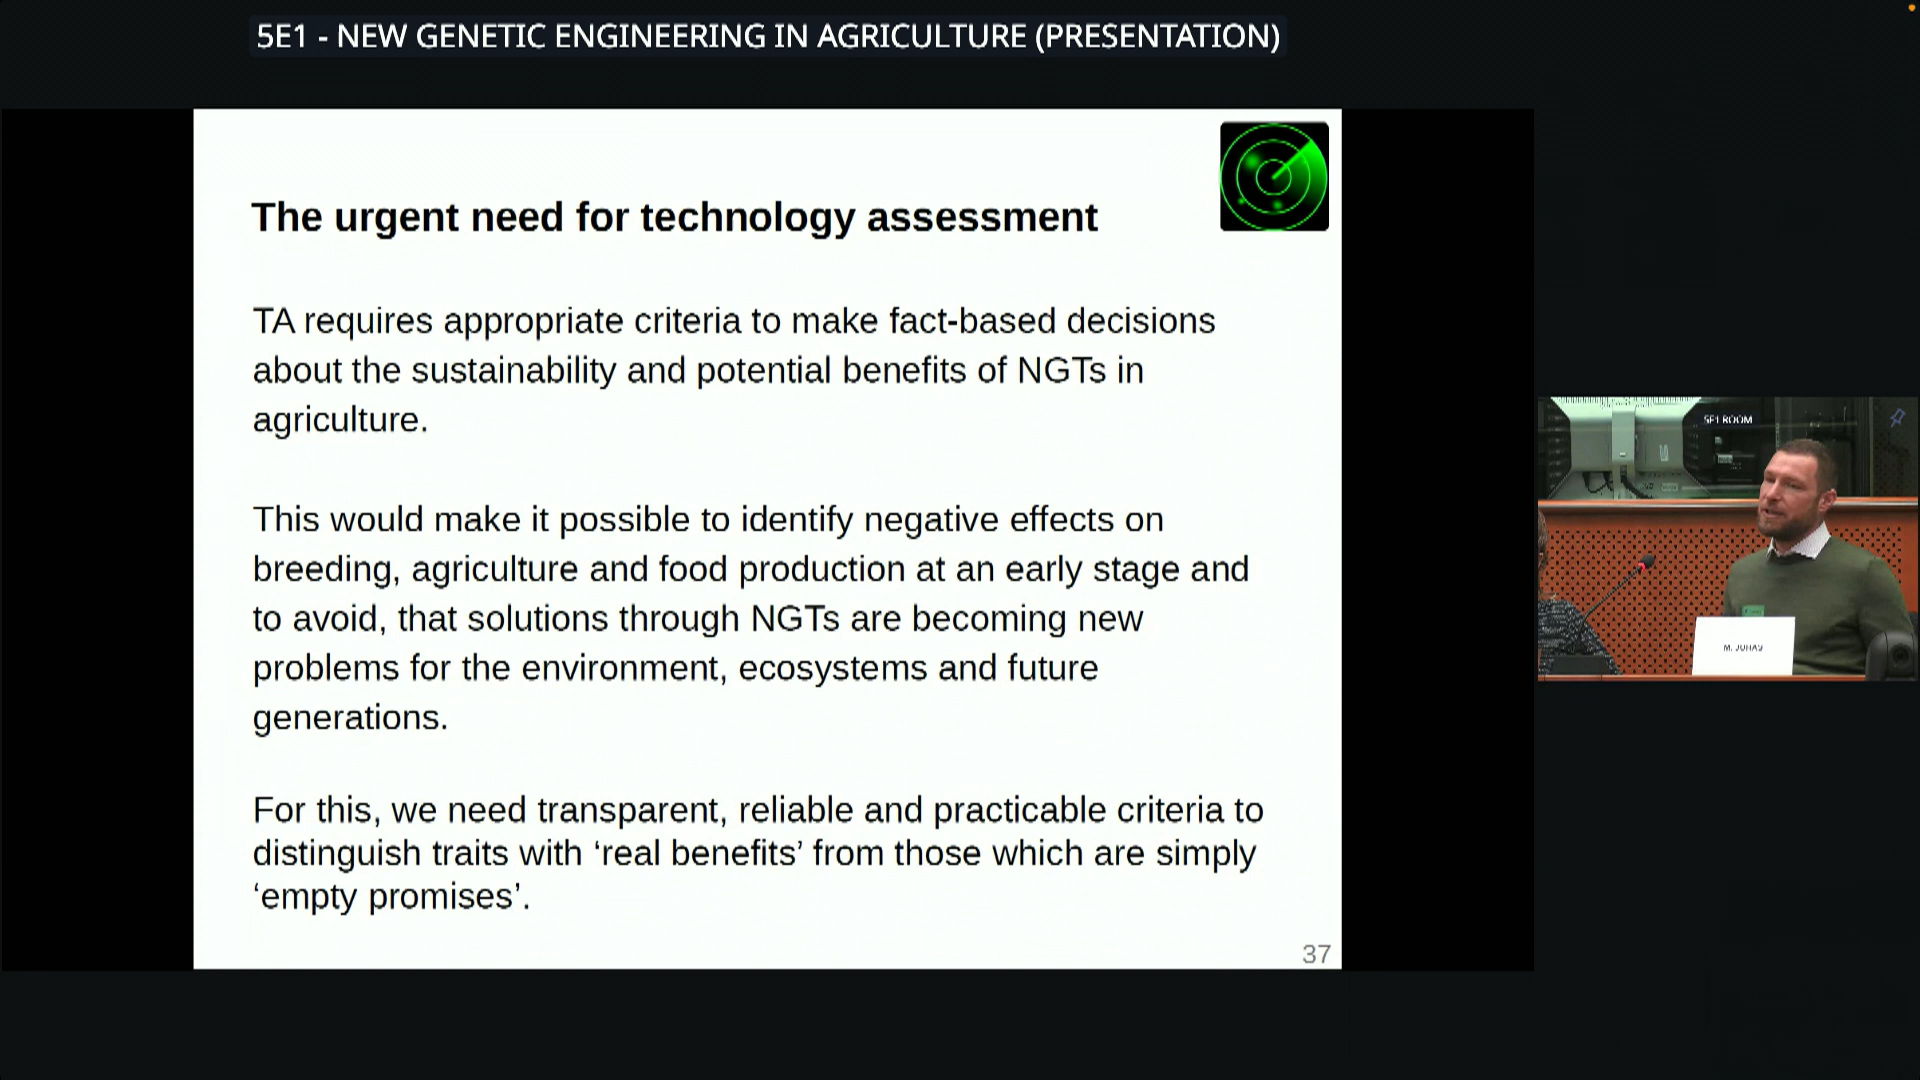 5E1 - NEW GENETIC ENGINEERING IN AGRICULTURE (PRESENTATION)
The urgent need for technology assessment
TA requires appropriate criteria to make fact-based decisions
about the sustainability and potential benefits of NGTs in
agriculture.
This would make it possible to identify negative effects on
breeding, agriculture and food production at an early stage and
to avoid, that solutions through NGTs are becoming new
problems for the environment, ecosystems and future
generations.
For this, we need transparent, reliable and practicable criteria to
distinguish traits with ‘real benefits’ from those which are simply
‘empty promises’.
37
5E1 ROOM
M. JUHAS